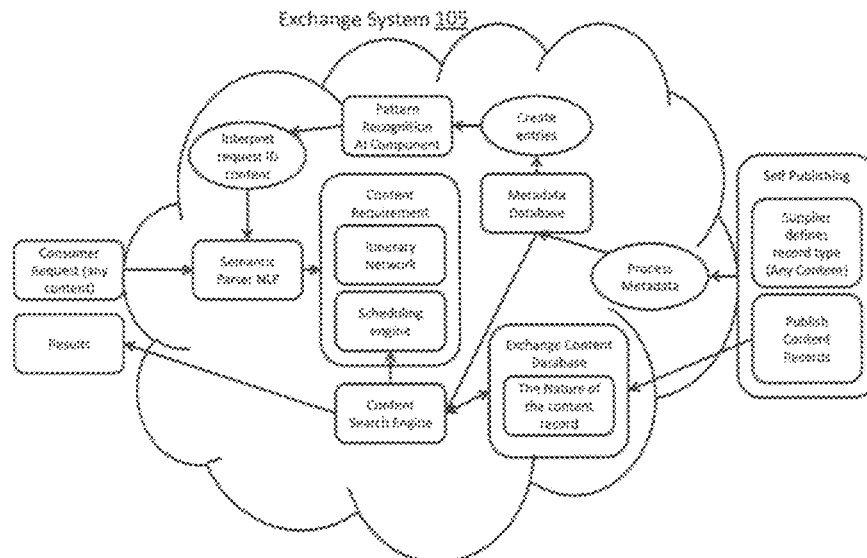 Exchange System 105
Pattern
Recognition
AI Component
Create
entries
Interpret
request ID
content
Self Publishing
Content
Requirement
Metadata
Database
Supplier
defines
record type
(Any Content)
Itinerary
Network
Consumer
Request (any
content)
Semantic
Parser NLP
Process
Metadata
Scheduling
engine
Publish
Content
Records
Results
Exchange Content
Database
The Nature of
the content
record
Content
Search Engine